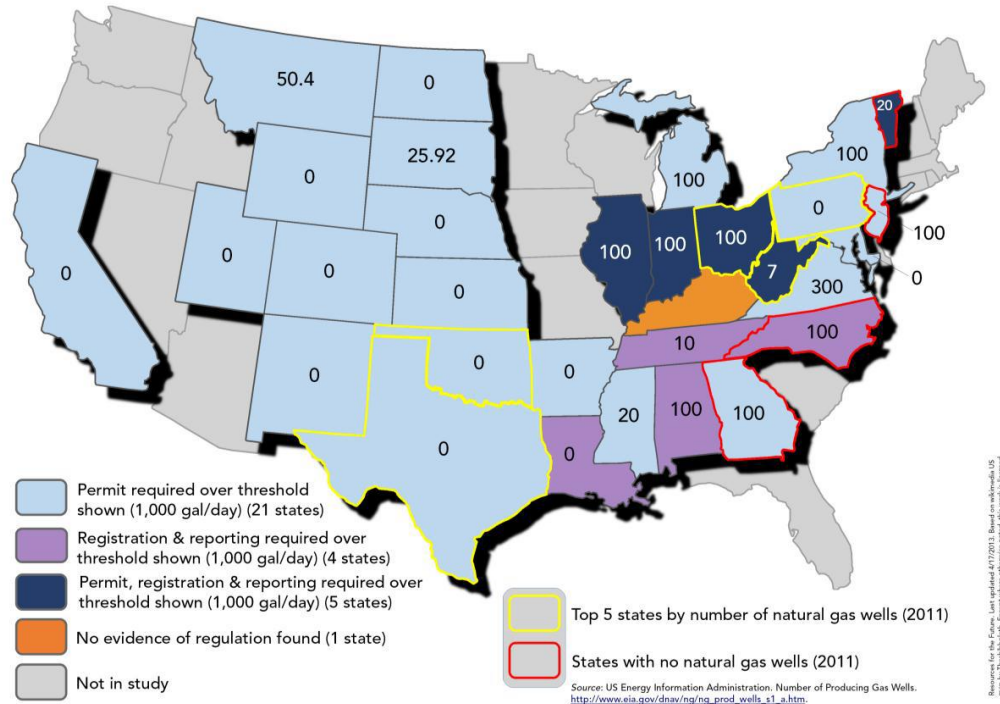 50.4
0
20
0
25.92
100
100
0
0
0
100
100
100
100
0
0
0
7
0
0
300
10
100
0
0
0
20
100
100
0
0
Permit required over threshold
shown (1,000 gal/day) (21 states)
Registration & reporting required over
threshold shown (1,000 gal/day) (4 states)
Permit, registration & reporting required over
threshold shown (1,000 gal/day) (5 states)
No evidence of regulation found (1 state)
Not in study
Top 5 states by number of natural gas wells (2011)
States with no natural gas wells (2011)
Source: US Energy Information Administration. Number of Producing Gas Wells.
http://www.eia.gov/dnav/ng/ng_prod_wells_s1_a.htm.
Resources for the Future. Last updated 4/17/2013. Based on wikimedia US